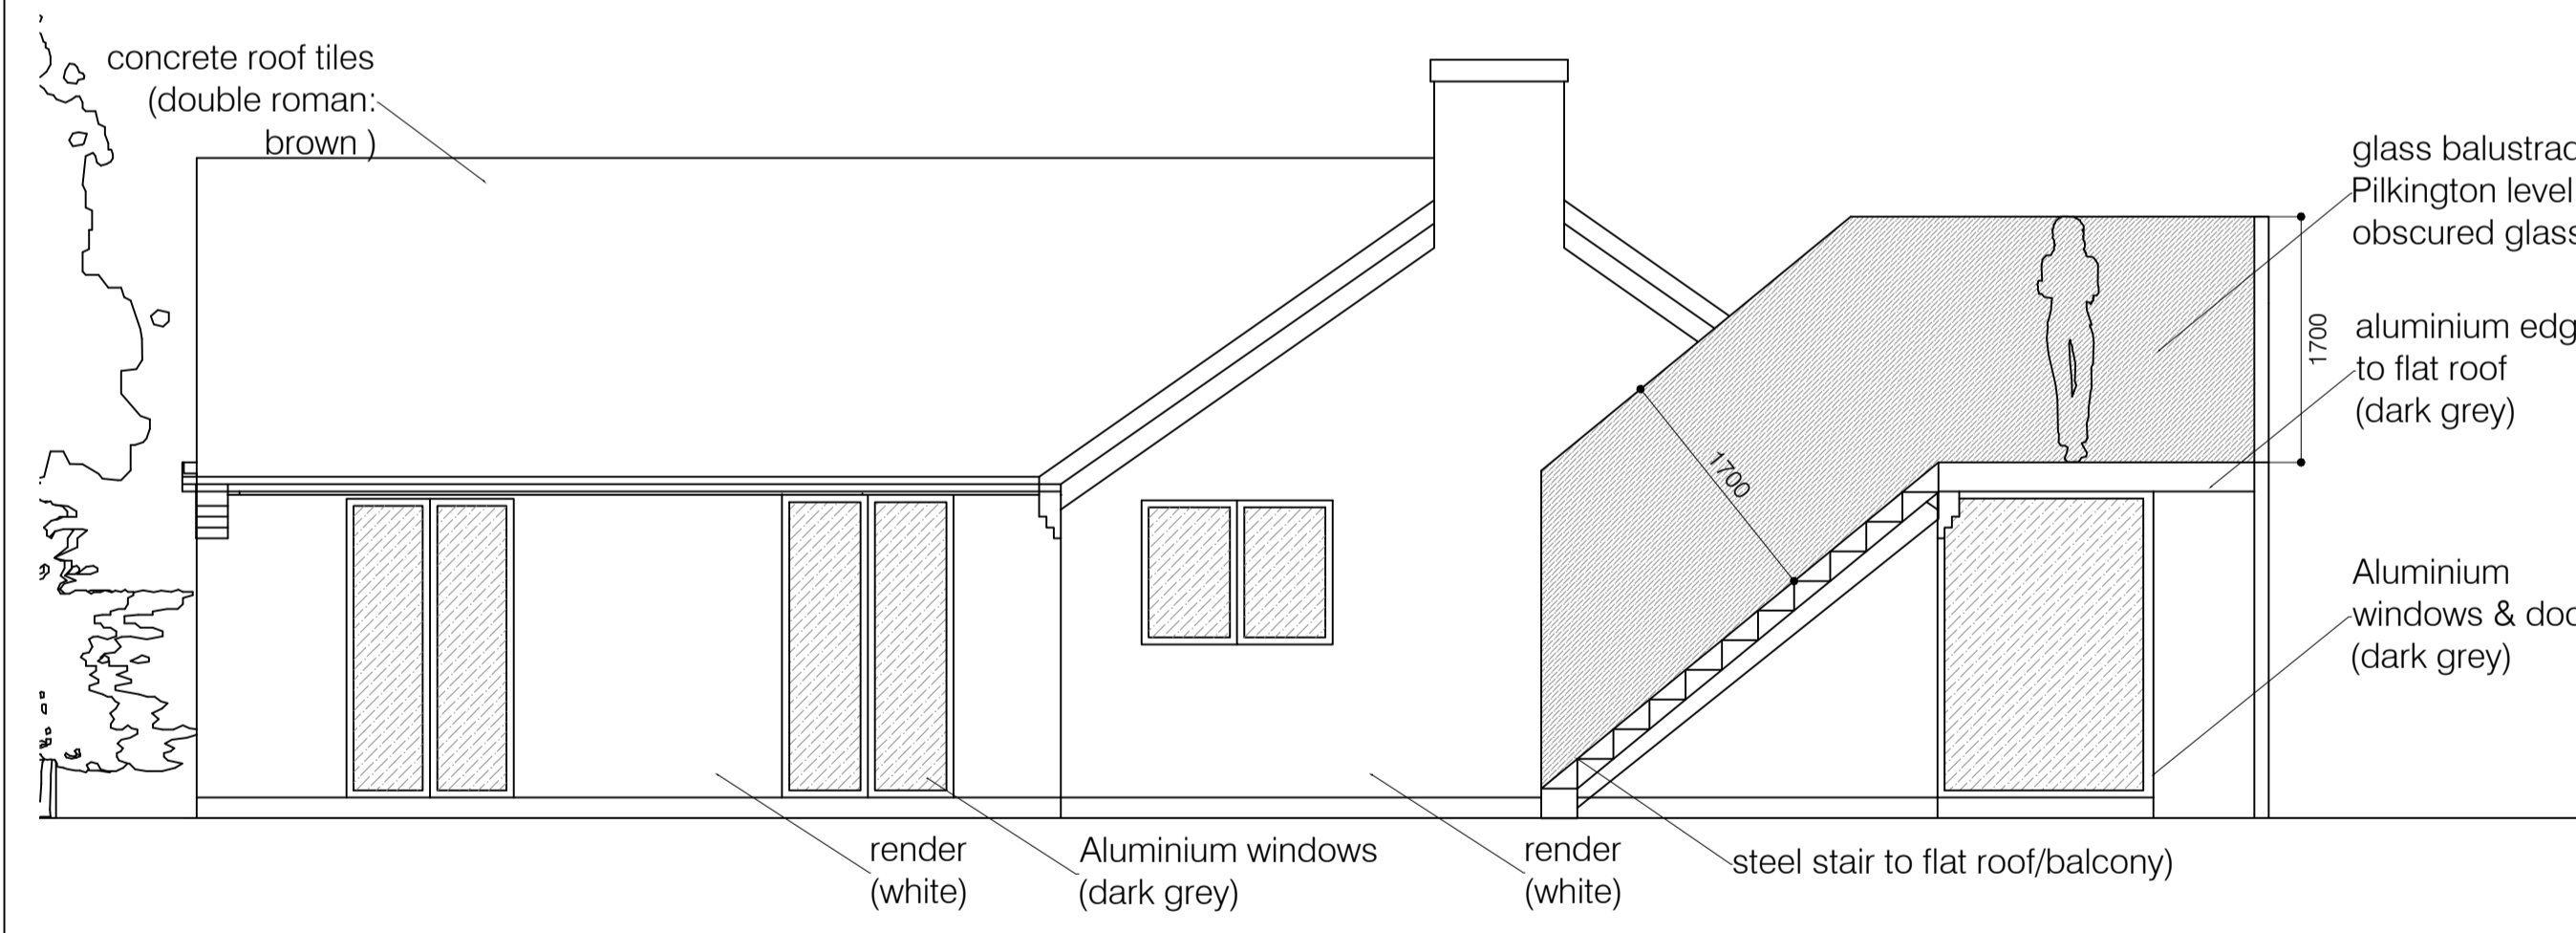 concrete roof tiles
(double roman:
brown )
glass balustrad
Pilkington level
obscured glass
1700
aluminium edg
to flat roof
(dark grey)
1700
Aluminium
windows & doo
(dark grey)
render
(white)
Aluminium windows
(dark grey)
render
(white)
steel stair to flat roof/balcony)